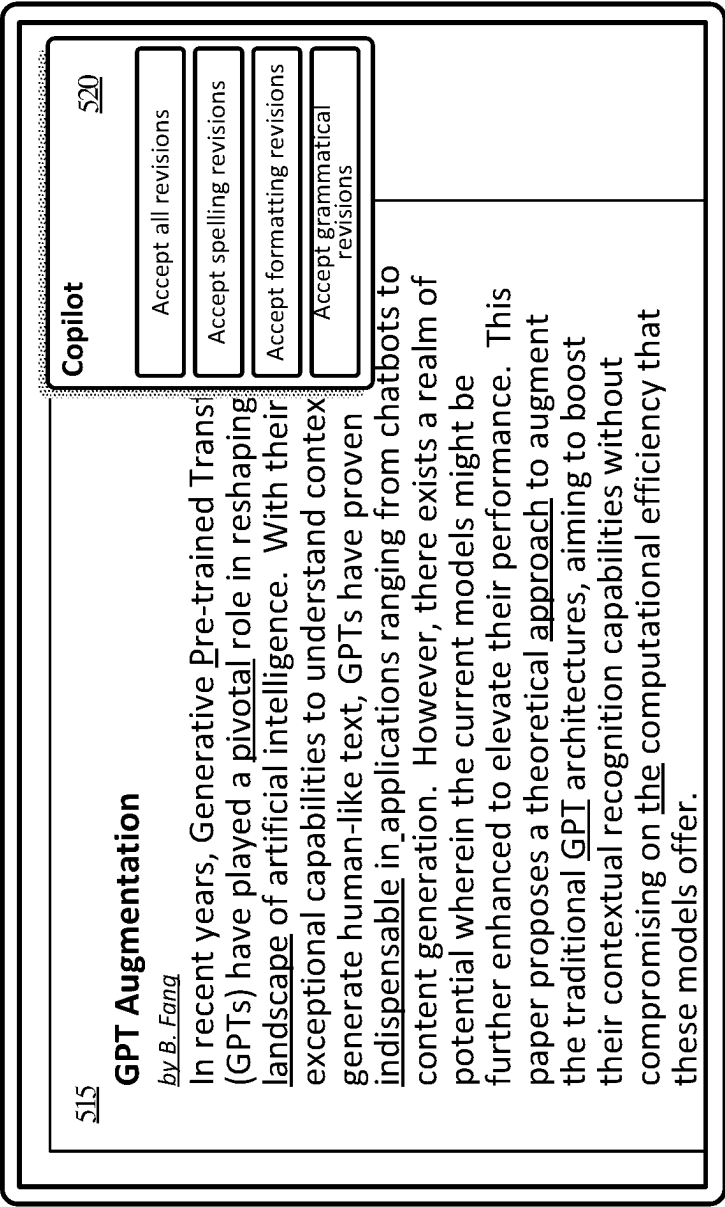 515
GPT Augmentation
by B. Fang
In recent years, Generative Pre-trained Transf
(GPTs) have played a pivotal role in reshaping
landscape of artificial intelligence. With their
exceptional capabilities to understand contex
generate human-like text, GPTs have proven
indispensable in applications ranging from chatbots to
content generation. However, there exists a realm of
potential wherein the current models might be
further enhanced to elevate their performance. This
paper proposes a theoretical approach to augment
the traditional GPT architectures, aiming to boost
their contextual recognition capabilities without
compromising on the computational efficiency that
these models offer.
Copilot
520
Accept all revisions
Accept spelling revisions
Accept formatting revisions
Accept grammatical
revisions